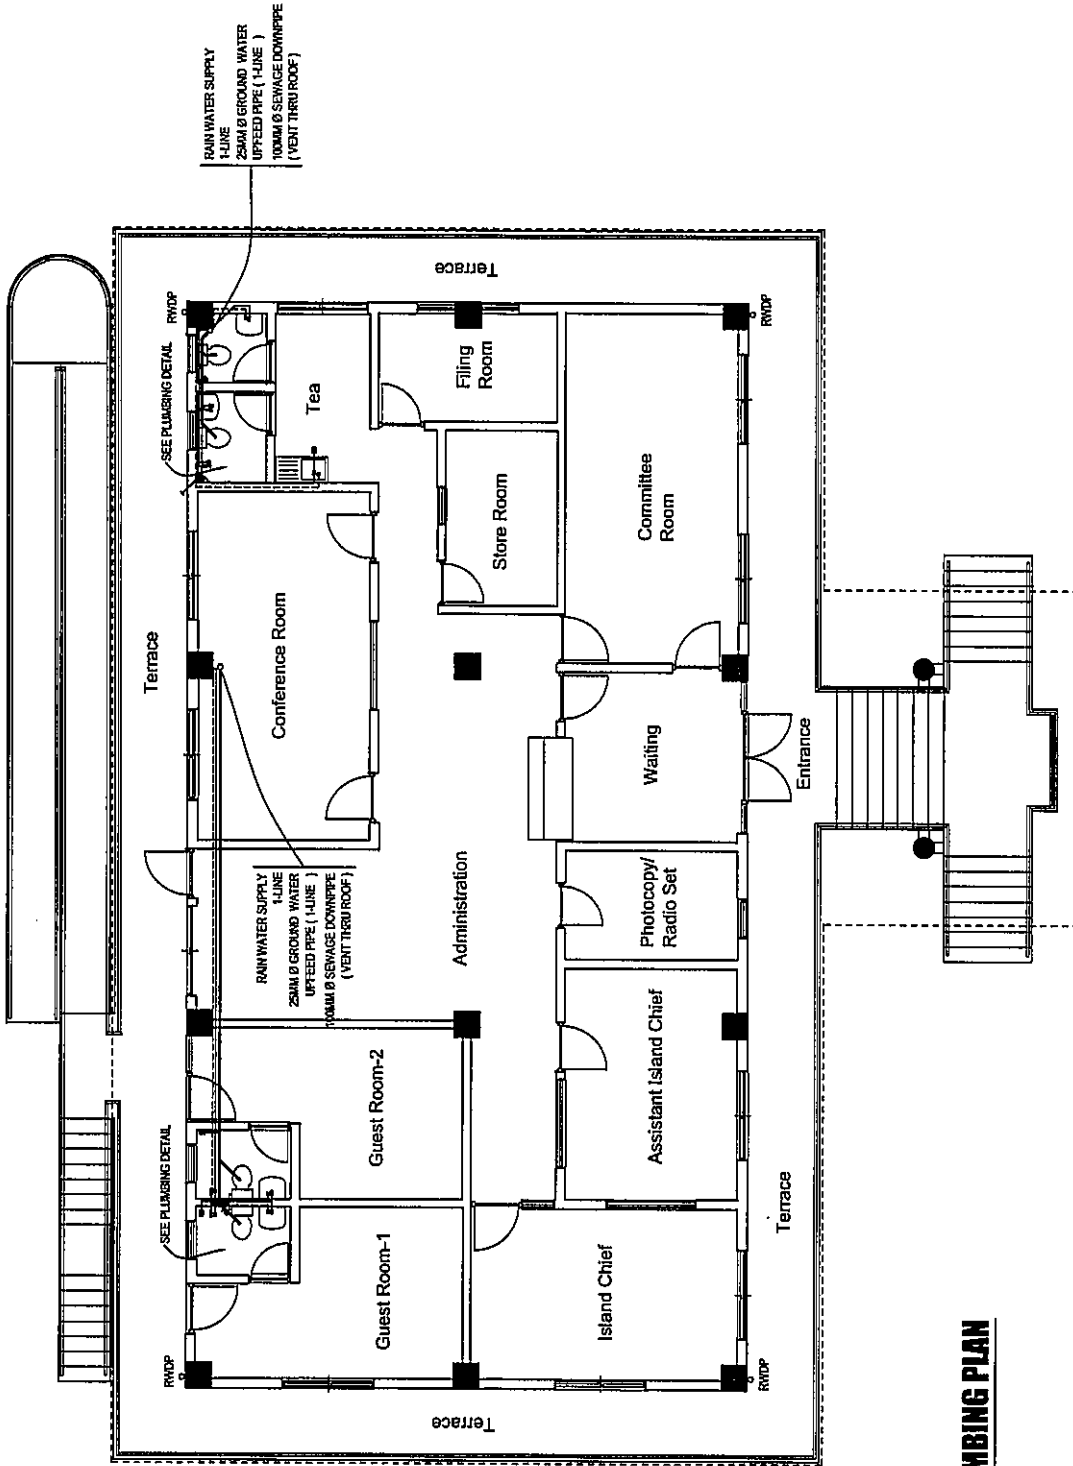 RAIN WATER SUPPLY
1-LINE
25MM Ø GROUND WATER
UPFEED PIPE ( 1-LINE )
100MM Ø SEWAGE DOWNPIPE
( VENT THRU ROOF )
SEE PLUMBING DETAIL
RWDP
Terrace
RWDP
Tea
Filing
Room
Store Room
Committee
Room
Conference Room
Terrace
Waiting
Entrance
RAIN WATER SUPPLY
1-LINE
25MM Ø GROUND WATER
UPFEED PIPE ( 1-LINE )
100MM Ø SEWAGE DOWNPIPE
( VENT THRU ROOF )
Administration
Photocopy/
Radio Set
SEE PLUMBING DETAIL
Guest Room-2
Assistant Island Chief
Terrace
Guest Room-1
Island Chief
RWDP
Terrace
RWDP
MBING PLAN